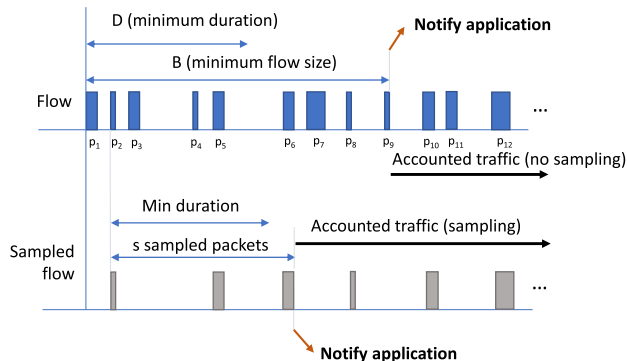 D (minimum duration)
Notify application
B (minimum flow size)
Flow
...
p1 p2 p3 p4 p5 p6 p7 p8 p9 p10 p11 p12
Accounted traffic (no sampling)
Min duration
Accounted traffic (sampling)
s sampled packets
Sampled
flow
...
Notify application